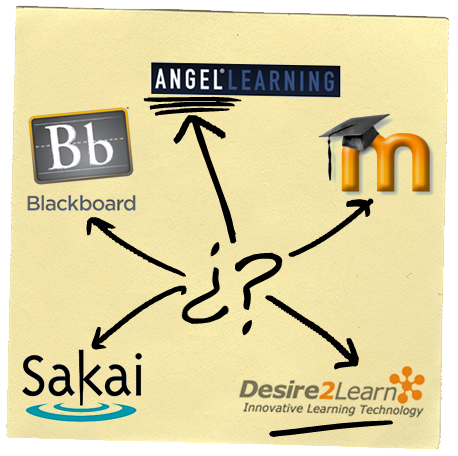 ANGEL® LEARNING
Bb
Blackboard
m
¿?
Sakai
Desire2Learn
Innovative Learning Technology